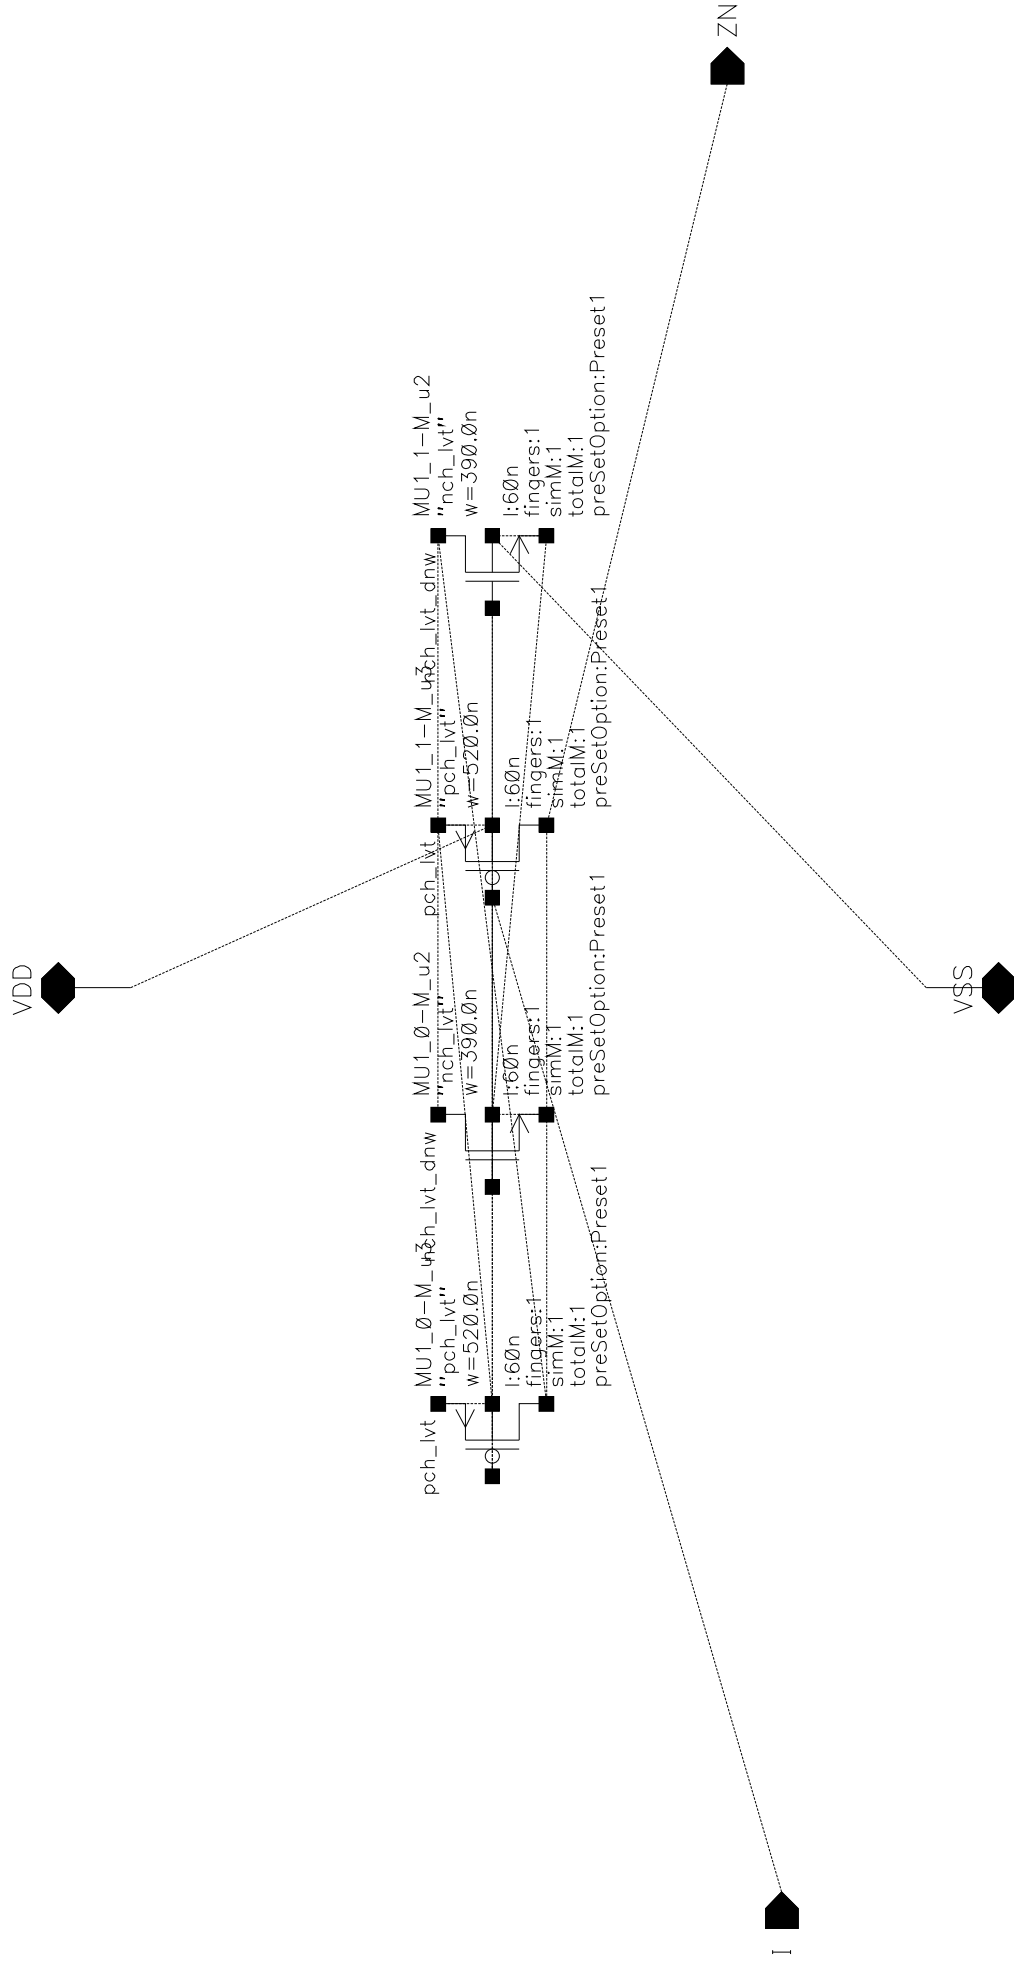 ZN
MU1_1-M_u2
"nch_lvt"
w=390.0n
l:60n
fingers:1
simM:1
totalM:1
preSetOption:Preset1
nch_lvt_dnw
MU1_1-M_u3
"pch_lvt"
w=520.0n
l:60n
fingers:1
simM:1
totalM:1
preSetOption:Preset1
pch_lvt
VDD
VSS
MU1_0-M_u2
"nch_lvt"
w=390.0n
l:60n
fingers:1
simM:1
totalM:1
preSetOption:Preset1
nch_lvt_dnw
MU1_0-M_u3
"pch_lvt"
w=520.0n
l:60n
fingers:1
simM:1
totalM:1
preSetOption:Preset1
pch_lvt
I